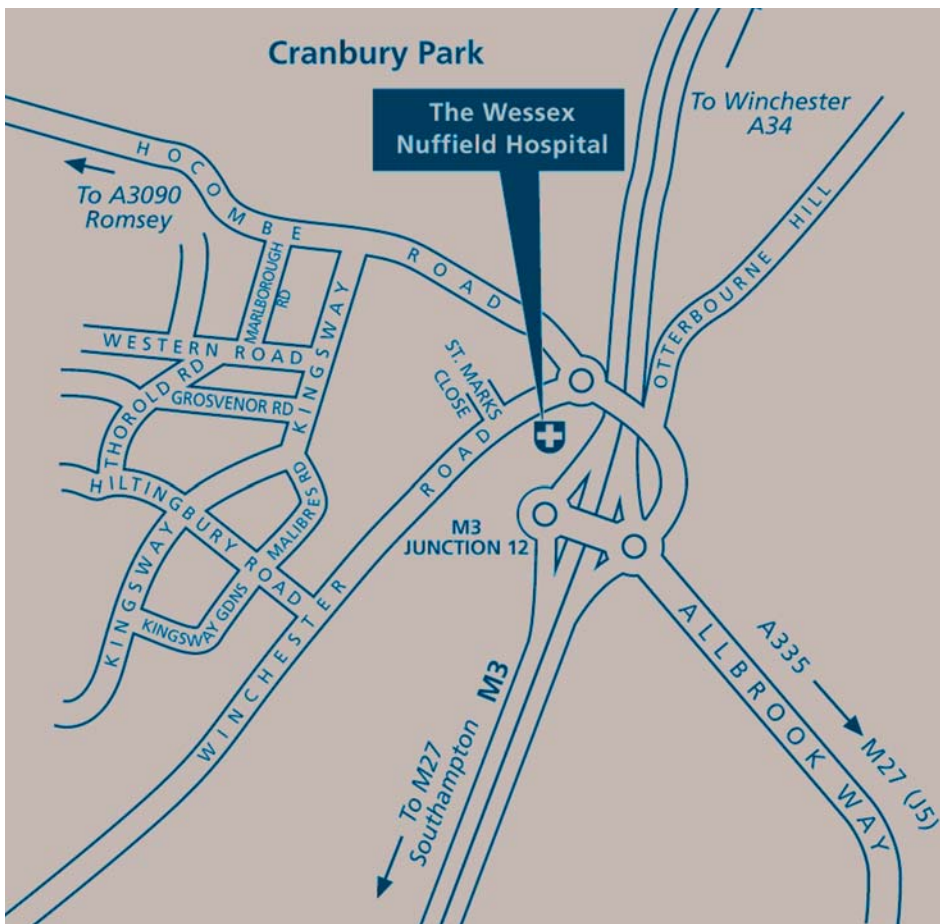 Cranbury Park
The Wessex
Nuffield Hospital
To Winchester
A34
HOCOMBE ROAD
To A3090
Romsey
OTTERBOURNE HILL
MARLBOROUGH
RD
KINGSWAY
WESTERN ROAD
ST. MARKS
CLOSE
THOROLD RD
GROSVENOR RD
HILTINGBURY ROAD
MALIBRES RD
M3
JUNCTION 12
KINGSWAY
KINGSWAY GDNS
WINCHESTER ROAD
M3
To M27
Southampton
ALLBROOK WAY
A335
M27 (J5)